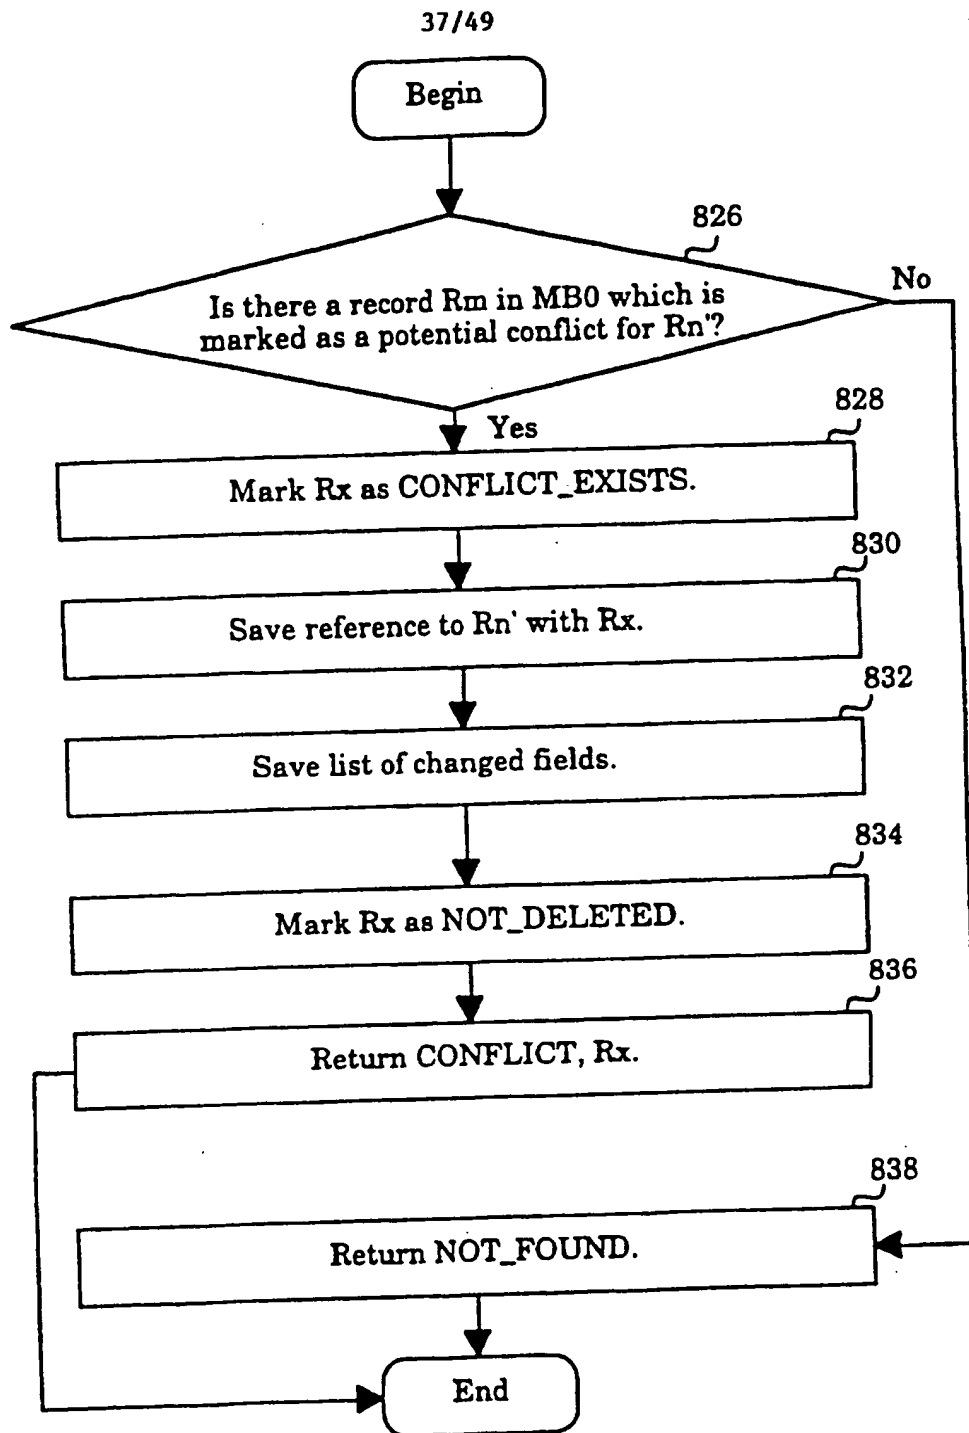 37/49
Begin
826
No
Is there a record Rm in MB0 which is
marked as a potential conflict for Rn'?
Yes
828
Mark Rx as CONFLICT_EXISTS.
830
Save reference to Rn' with Rx.
832
Save list of changed fields.
834
Mark Rx as NOT_DELETED.
836
Return CONFLICT, Rx.
838
Return NOT_FOUND.
End